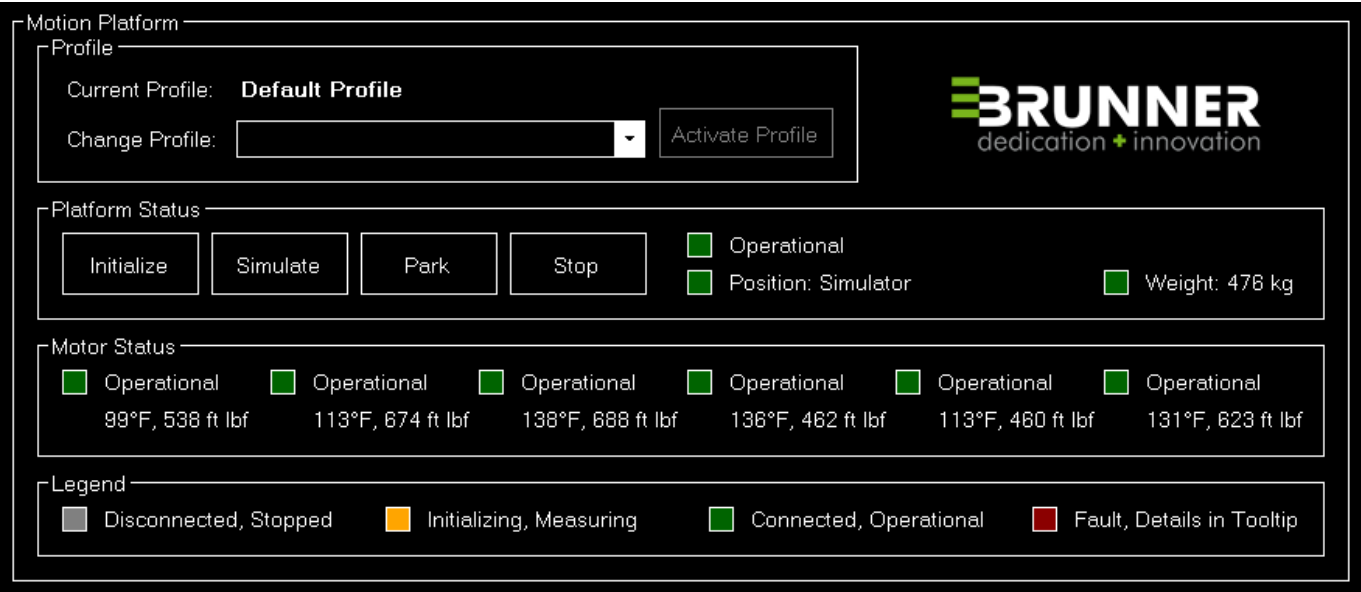 Motion Platform
Profile
Current Profile: Default Profile
Change Profile: Activate Profile
BRUNNER
dedication + innovation
Platform Status
Initialize Simulate Park Stop
Operational
Position: Simulator Weight: 476 kg
Motor Status
Operational Operational Operational Operational Operational Operational
99°F, 538 ft lbf 113°F, 674 ft lbf 138°F, 688 ft lbf 136°F, 462 ft lbf 113°F, 460 ft lbf 131°F, 623 ft lbf
Legend
Disconnected, Stopped Initializing, Measuring Connected, Operational Fault, Details in Tooltip